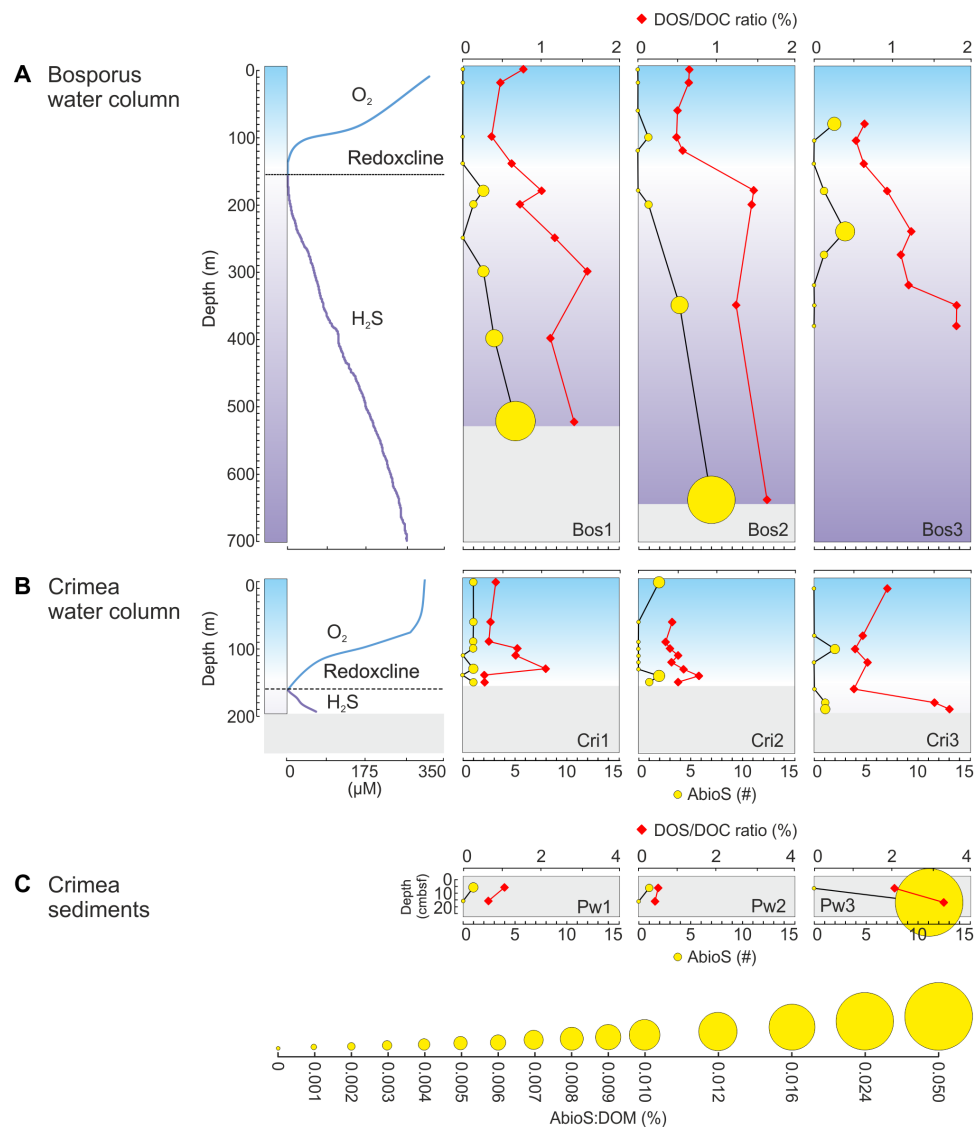 DOS/DOC ratio (%)
0 1 2 0 1 2 0 1 2
A Bosporus
water column
Depth (m)
0
100
200
300
400
500
600
700
O2
Redoxcline
H2S
Bos1 Bos2 Bos3
B Crimea
water column
Depth (m)
0
100
200
O2
Redoxcline
H2S
Cri1 Cri2 Cri3
0 175 350
(µM)
0 5 10 15 0 5 10 15 0 5 10 15
AbioS (#)
DOS/DOC ratio (%)
0 2 4 0 2 4 0 2 4
C Crimea
sediments
Depth
(cmbsf)
0
10
20
Pw1 Pw2 Pw3
0 5 10 15 0 5 10 15 0 5 10 15
AbioS (#)
0 0.001 0.002 0.003 0.004 0.005 0.006 0.007 0.008 0.009 0.010 0.012 0.016 0.024 0.050
AbioS:DOM (%)